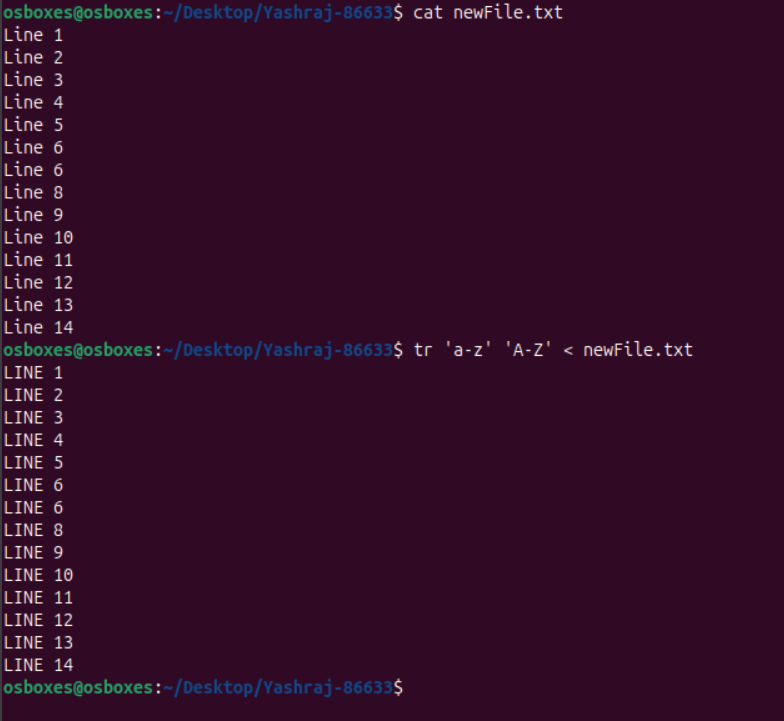 osboxes@osboxes:~/Desktop/Yashraj-86633$ cat newFile.txt
Line 1
Line 2
Line 3
Line 4
Line 5
Line 6
Line 6
Line 8
Line 9
Line 10
Line 11
Line 12
Line 13
Line 14
osboxes@osboxes:~/Desktop/Yashraj-86633$ tr 'a-z' 'A-Z' < newFile.txt
LINE 1
LINE 2
LINE 3
LINE 4
LINE 5
LINE 6
LINE 6
LINE 8
LINE 9
LINE 10
LINE 11
LINE 12
LINE 13
LINE 14
osboxes@osboxes:~/Desktop/Yashraj-86633$